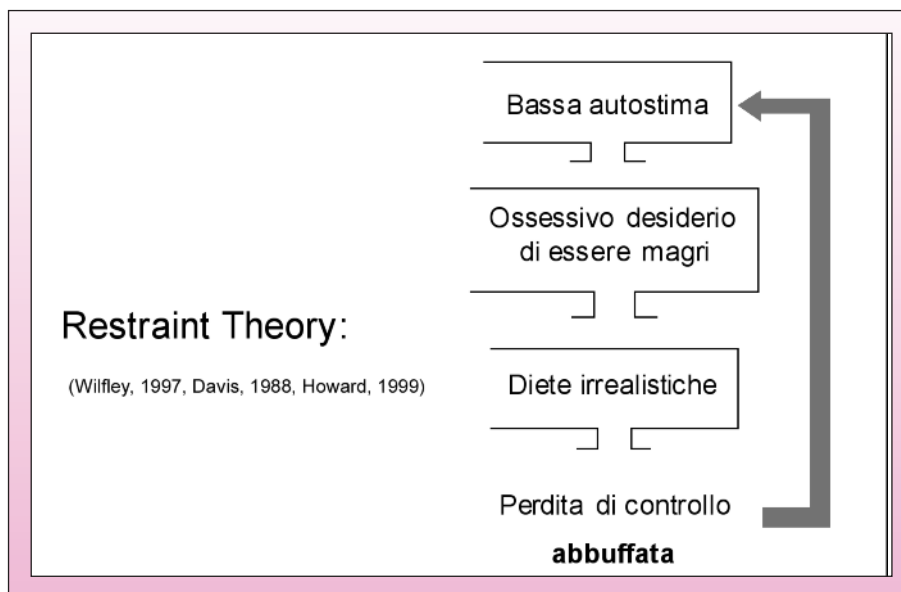 Restraint Theory:
(Wilfley, 1997, Davis, 1988, Howard, 1999)
Bassa autostima
Ossessivo desiderio
di essere magri
Diete irrealistiche
Perdita di controllo
abbuffata